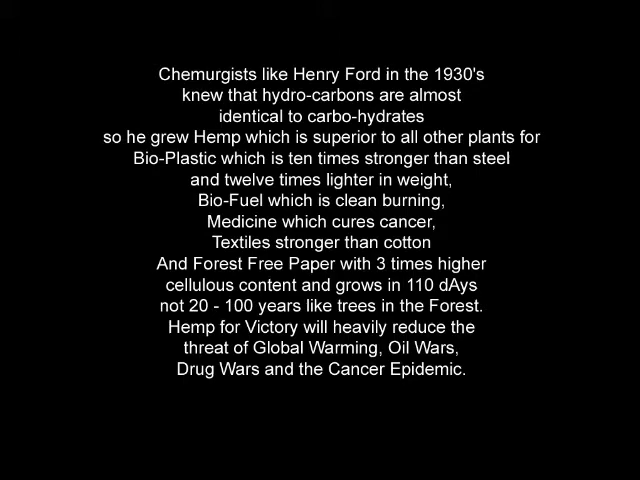 Chemurgists like Henry Ford in the 1930's
knew that hydro-carbons are almost
identical to carbo-hydrates
so he grew Hemp which is superior to all other plants for
Bio-Plastic which is ten times stronger than steel
and twelve times lighter in weight,
Bio-Fuel which is clean burning,
Medicine which cures cancer,
Textiles stronger than cotton
And Forest Free Paper with 3 times higher
cellulous content and grows in 110 dAys
not 20 - 100 years like trees in the Forest.
Hemp for Victory will heavily reduce the
threat of Global Warming, Oil Wars,
Drug Wars and the Cancer Epidemic.